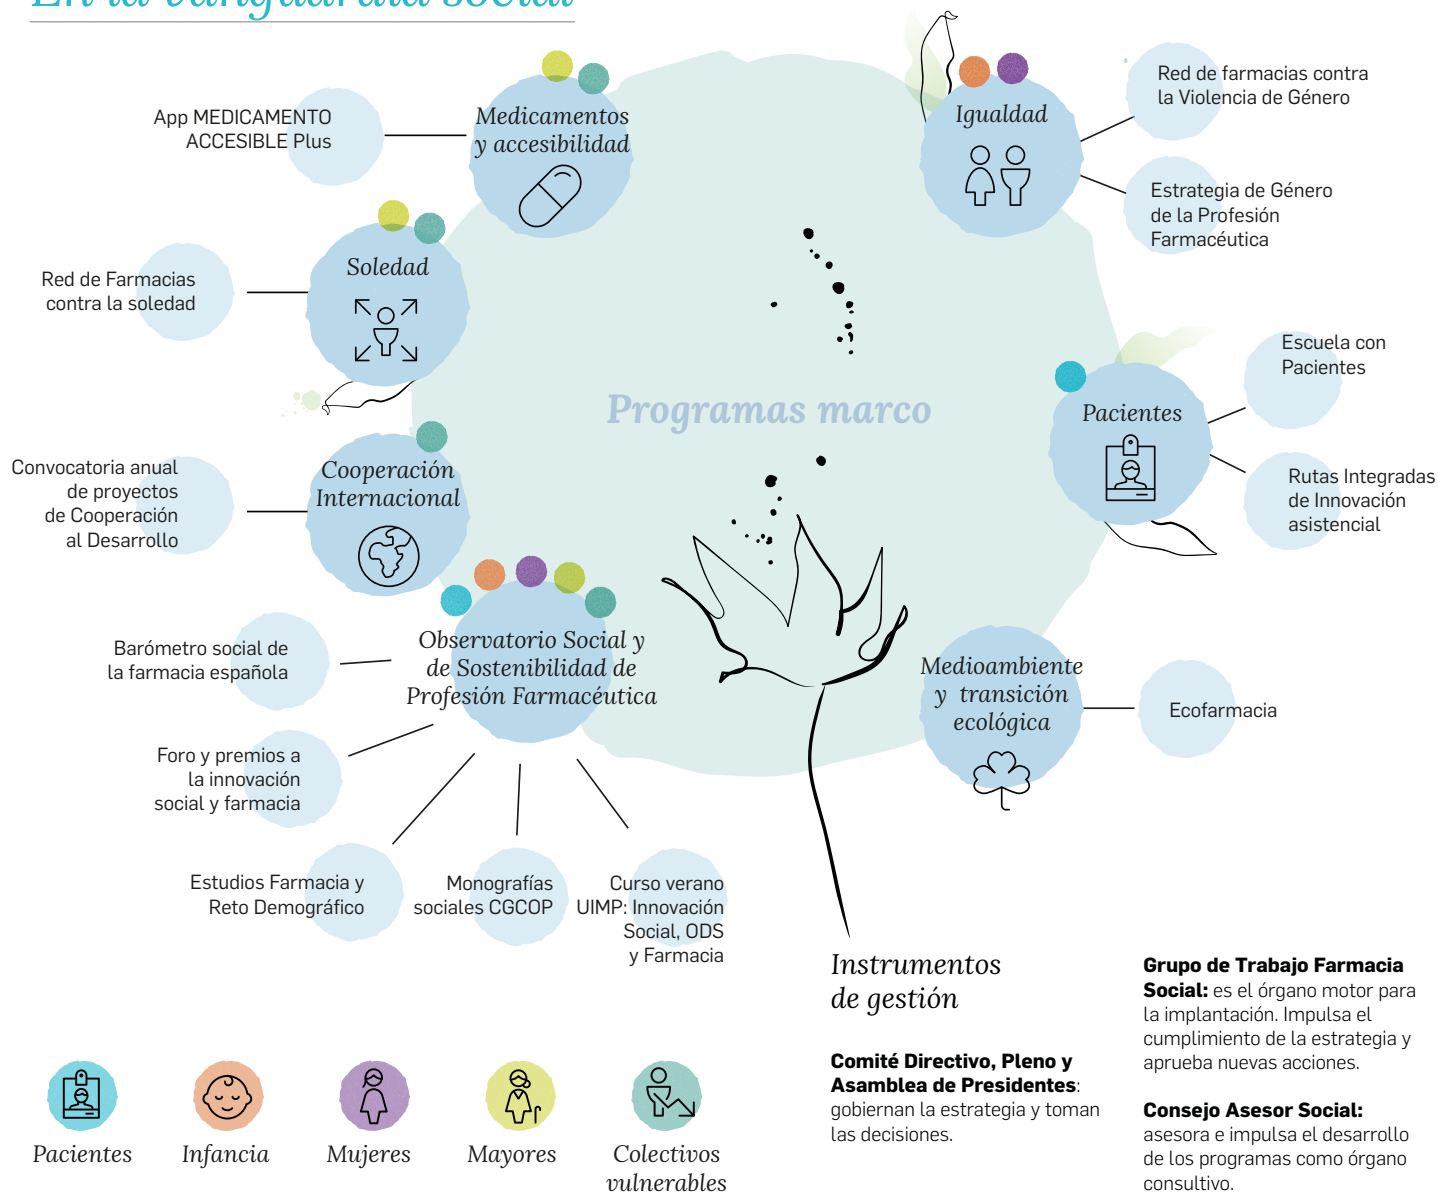 En la vanguardia social
App MEDICAMENTO
ACCESIBLE Plus
Medicamentos
y accesibilidad
Igualdad
Red de farmacias contra
la Violencia de Género
Estrategia de Género
de la Profesión
Farmacéutica
Red de Farmacias
contra la soledad
Soledad
Programas marco
Pacientes
Escuela con
Pacientes
Rutas Integradas
de Innovación
asistencial
Convocatoria anual
de proyectos
de Cooperación
al Desarrollo
Cooperación
Internacional
Barómetro social de
la farmacia española
Observatorio Social y
de Sostenibilidad de
Profesión Farmacéutica
Medioambiente
y transición
ecológica
Ecofarmacia
Foro y premios a
la innovación
social y farmacia
Estudios Farmacia y
Reto Demográfico
Monografías
sociales CGCOP
Curso verano
UIMP: Innovación
Social, ODS
y Farmacia
Instrumentos
de gestión
Comité Directivo, Pleno y
Asamblea de Presidentes:
gobiernan la estrategia y toman
las decisiones.
Grupo de Trabajo Farmacia
Social: es el órgano motor para
la implantación. Impulsa el
cumplimiento de la estrategia y
aprueba nuevas acciones.
Consejo Asesor Social:
asesora e impulsa el desarrollo
de los programas como órgano
consultivo.
Pacientes
Infancia
Mujeres
Mayores
Colectivos
vulnerables